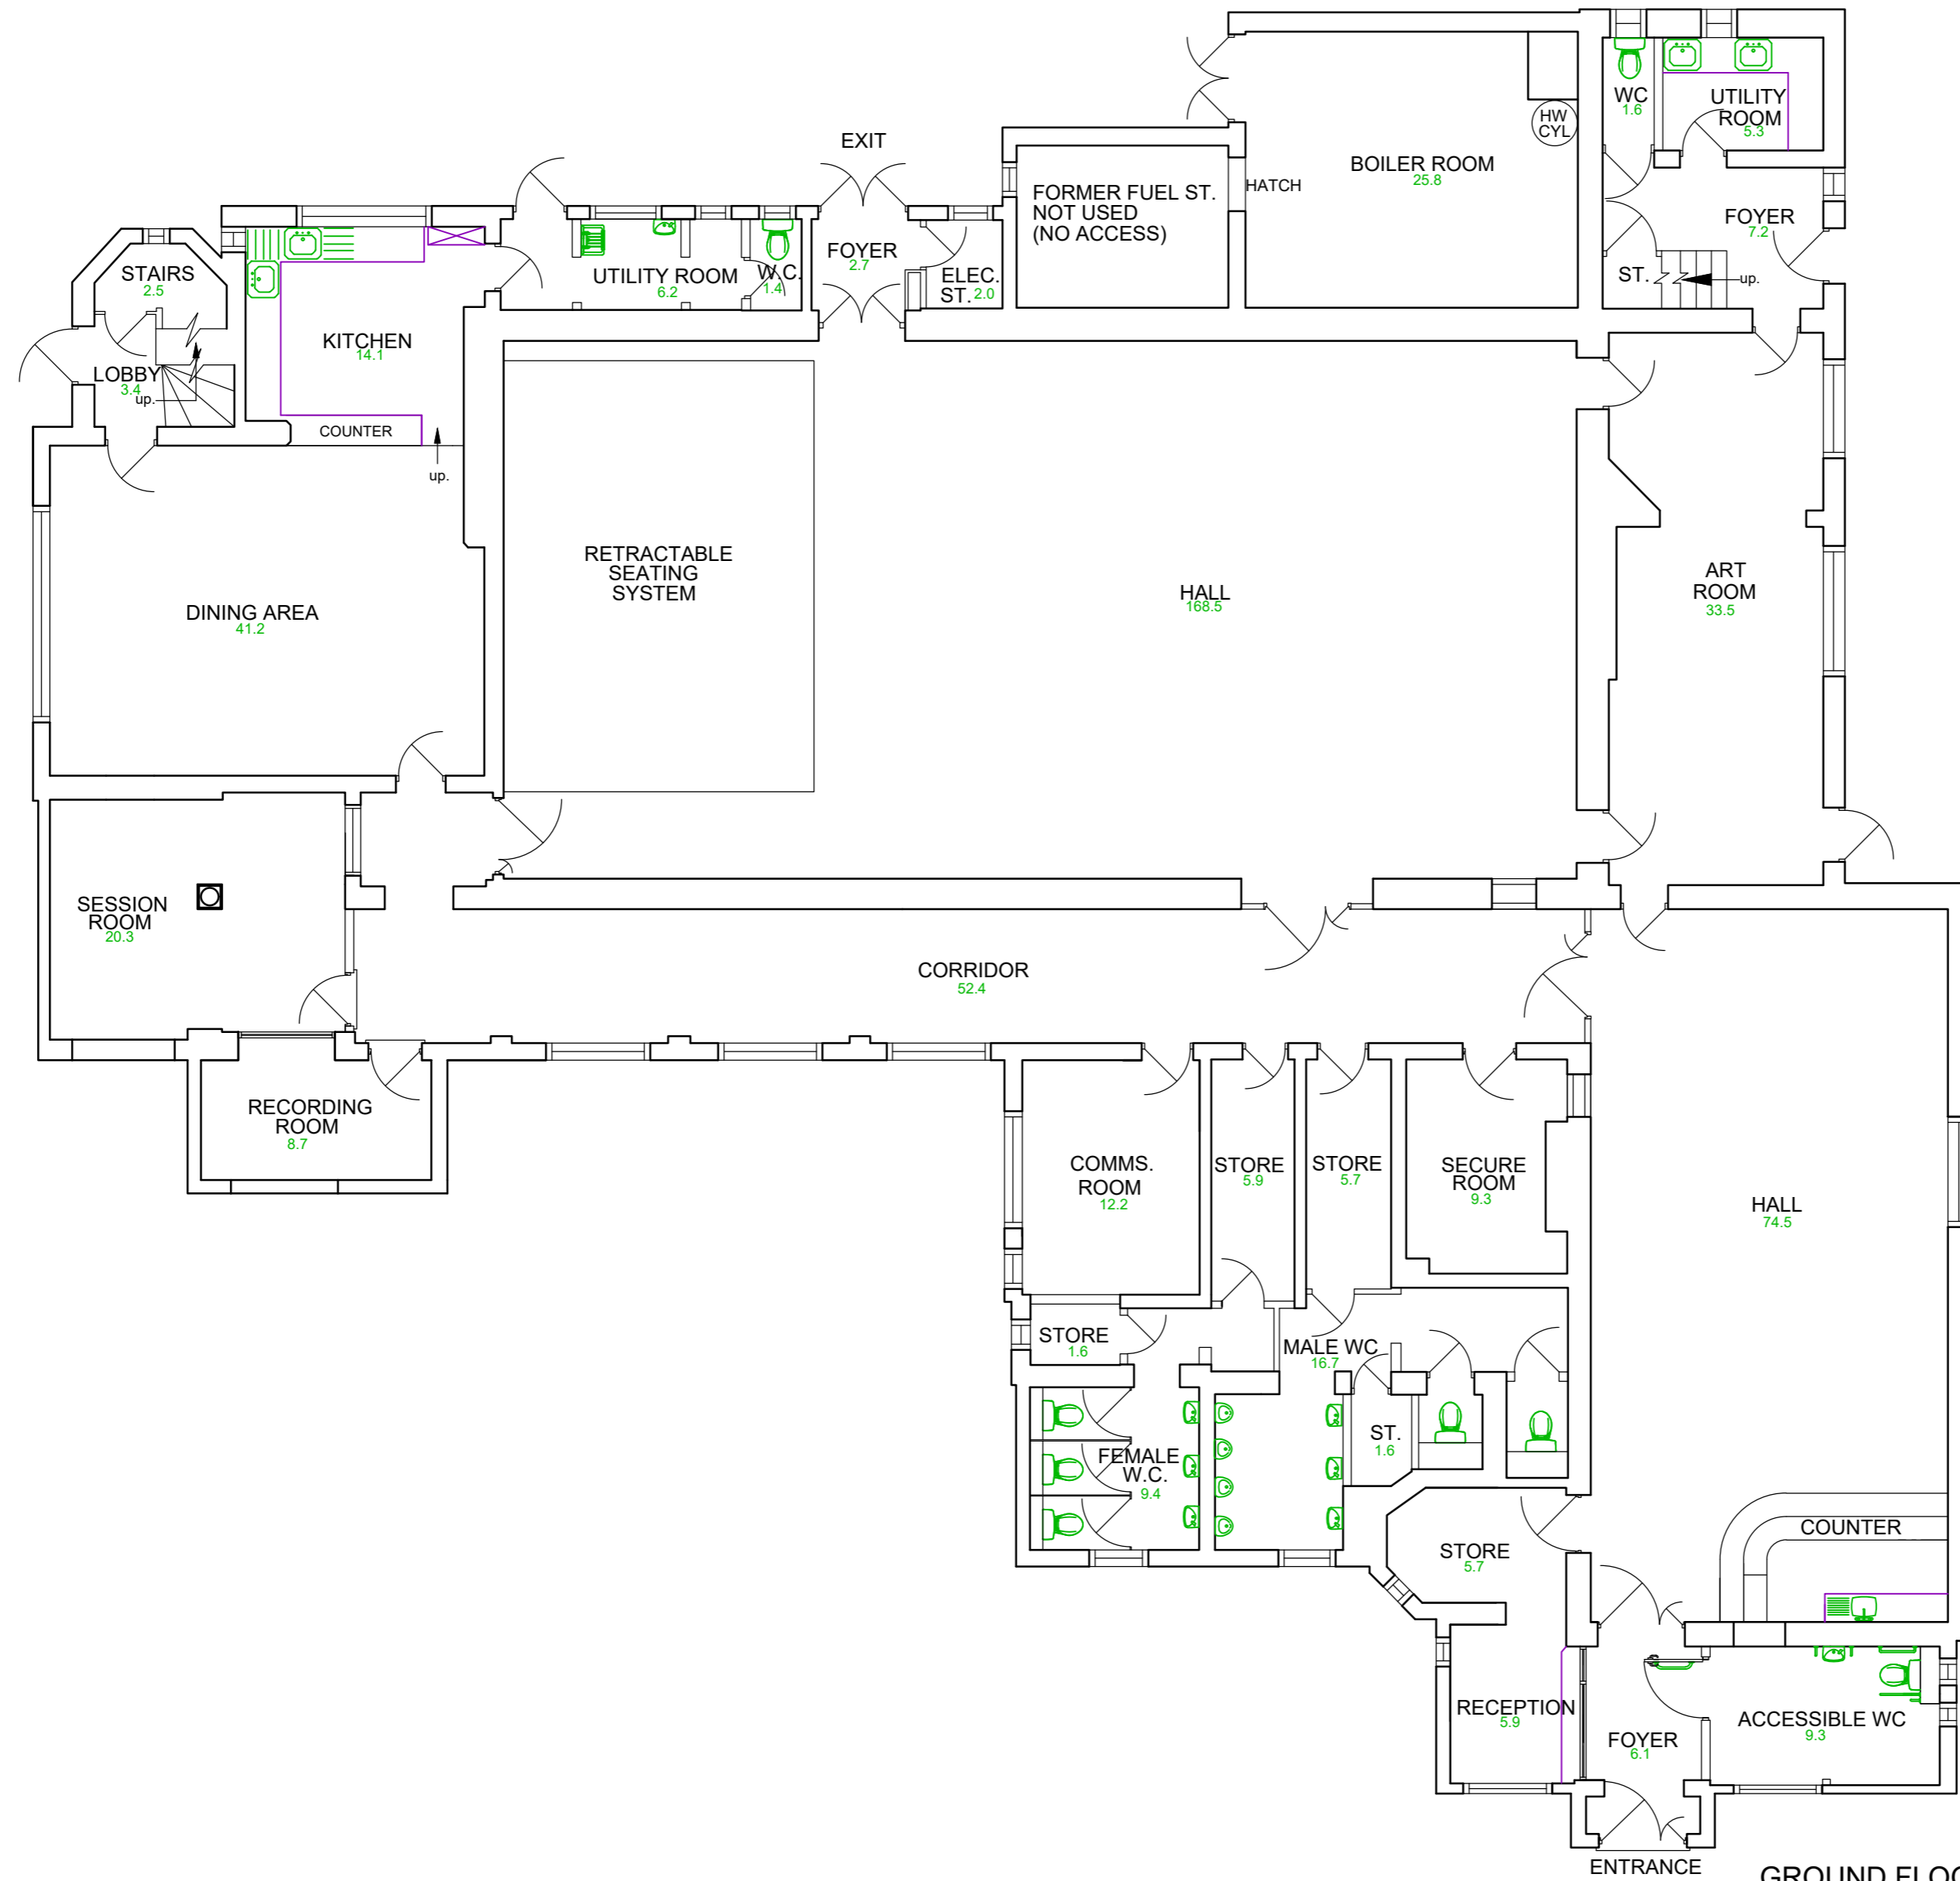 WC
1.6
UTILITY
ROOM
5.3
HW
CYL
EXIT
BOILER ROOM
25.8
HATCH
FORMER FUEL ST.
NOT USED
(NO ACCESS)
FOYER
7.2
ST.
up.
STAIRS
2.5
UTILITY ROOM
6.2
W.C.
1.4
FOYER
2.7
ELEC.
ST. 2.0
KITCHEN
14.1
LOBBY
3.4
up.
COUNTER
up.
RETRACTABLE
SEATING
SYSTEM
HALL
168.5
ART
ROOM
33.5
DINING AREA
41.2
SESSION
ROOM
20.3
CORRIDOR
52.4
RECORDING
ROOM
8.7
COMMS.
ROOM
12.2
STORE
5.9
STORE
5.7
SECURE
ROOM
9.3
HALL
74.5
STORE
1.6
MALE WC
16.7
ST.
1.6
FEMALE
W.C.
9.4
COUNTER
STORE
5.7
RECEPTION
5.9
FOYER
6.1
ACCESSIBLE WC
9.3
ENTRANCE
GROUND FLOO